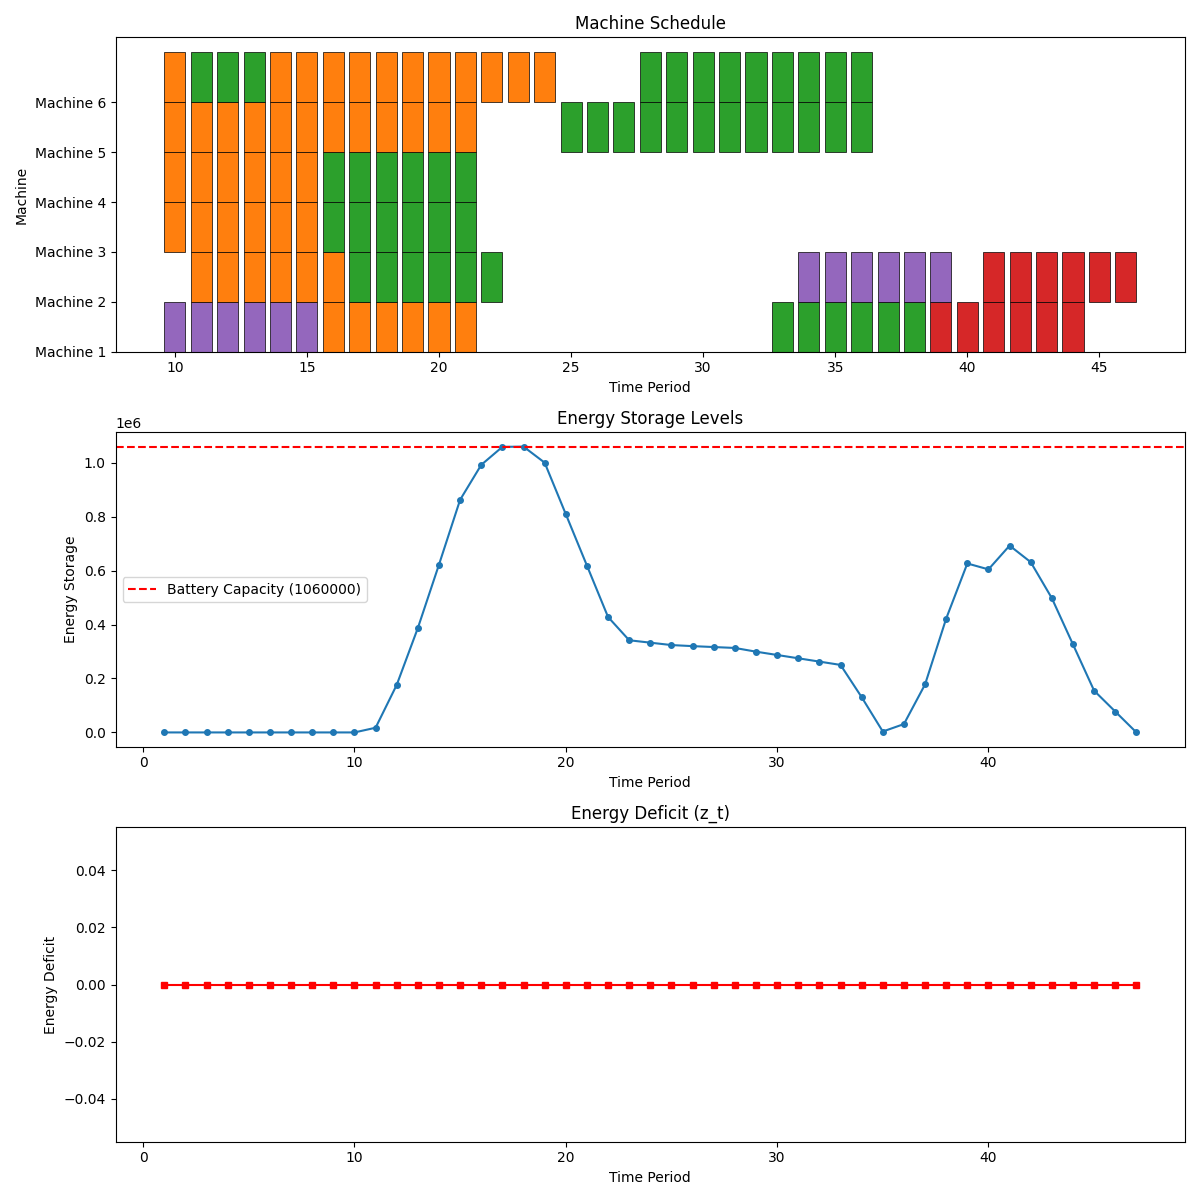 Machine Schedule
Machine 6
Machine 5
Machine 4
Machine 3
Machine 2
Machine 1
Machine
10 15 20 25 30 35 40 45
Time Period
Energy Storage Levels
1e6
1.0
0.8
0.6
0.4
0.2
0.0
Energy Storage
Battery Capacity (1060000)
0 10 20 30 40
Time Period
Energy Deficit (z_t)
0.04
0.02
0.00
−0.02
−0.04
Energy Deficit
0 10 20 30 40
Time Period